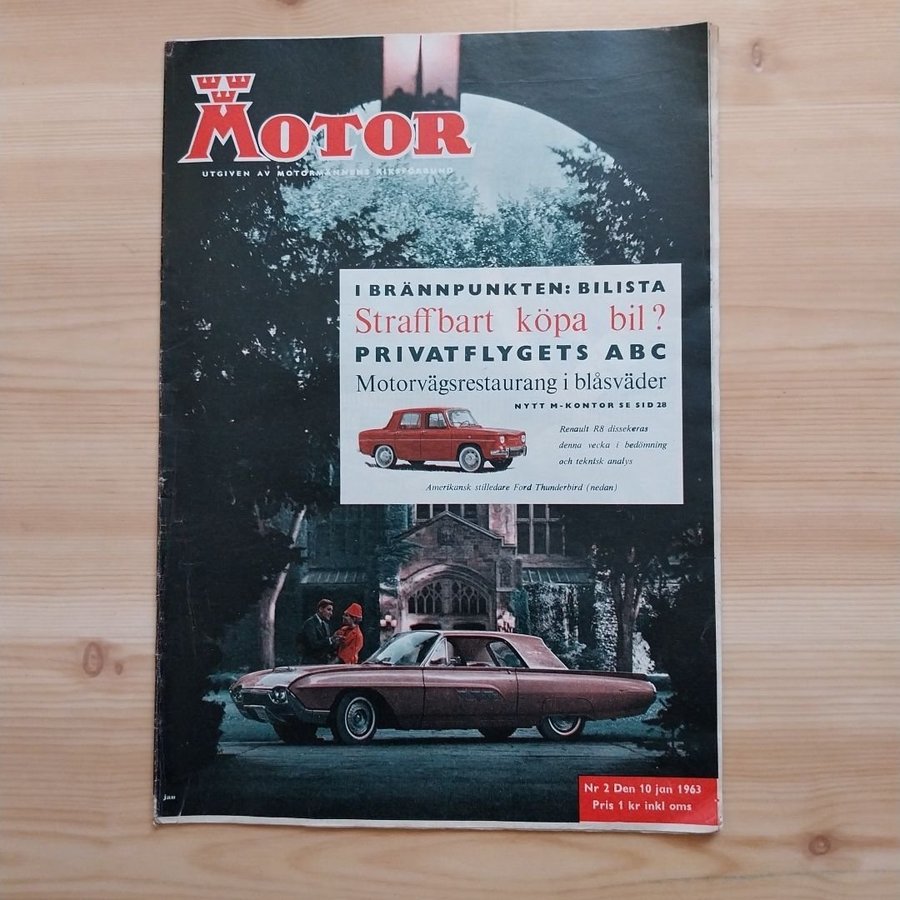 MOTOR
UTGIVEN AV MOTORMÄNNENS RIKSFÖRBUND
I BRÄNNPUNKTEN: BILISTA
Straffbart köpa bil?
PRIVATFLYGETS ABC
Motorvägsrestaurang i blåsväder
NYTT M-KONTOR SE SID 28
Renault R8 dissekeras
denna vecka i bedömning
och teknisk analys
Amerikansk stilledare Ford Thunderbird (nedan)
jan
Nr 2 Den 10 jan 1963
Pris 1 kr inkl oms